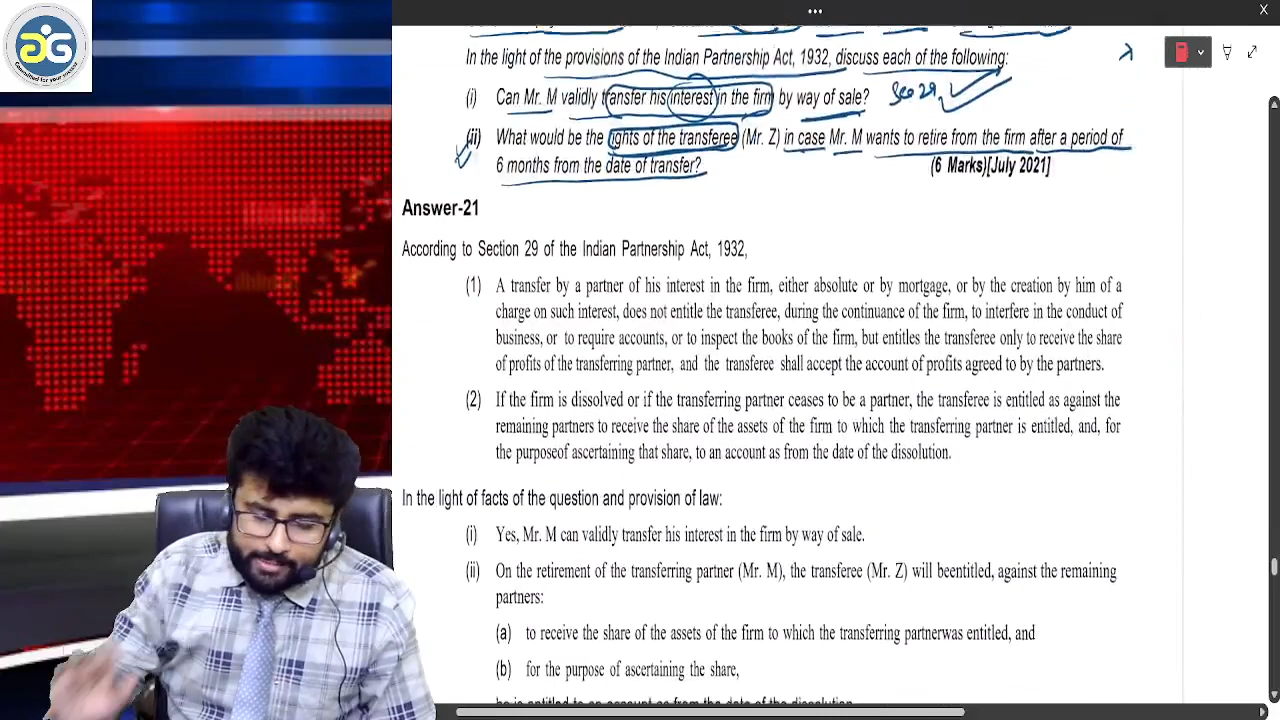 In the light of the provisions of the Indian Partnership Act, 1932, discuss each of the following:
(i) Can Mr. M validly transfer his interest in the firm by way of sale? Sec 29
(ii) What would be the rights of the transferee (Mr. Z) in case Mr. M wants to retire from the firm after a period of
6 months from the date of transfer? (6 Marks)[July 2021]
Answer-21
According to Section 29 of the Indian Partnership Act, 1932,
(1) A transfer by a partner of his interest in the firm, either absolute or by mortgage, or by the creation by him of a
charge on such interest, does not entitle the transferee, during the continuance of the firm, to interfere in the conduct of
business, or to require accounts, or to inspect the books of the firm, but entitles the transferee only to receive the share
of profits of the transferring partner, and the transferee shall accept the account of profits agreed to by the partners.
(2) If the firm is dissolved or if the transferring partner ceases to be a partner, the transferee is entitled as against the
remaining partners to receive the share of the assets of the firm to which the transferring partner is entitled, and, for
the purposeof ascertaining that share, to an account as from the date of the dissolution.
In the light of facts of the question and provision of law:
(i) Yes, Mr. M can validly transfer his interest in the firm by way of sale.
(ii) On the retirement of the transferring partner (Mr. M), the transferee (Mr. Z) will beentitled, against the remaining
partners:
(a) to receive the share of the assets of the firm to which the transferring partnerwas entitled, and
(b) for the purpose of ascertaining the share,
he is entitled to an account as from the date of the dissolution.